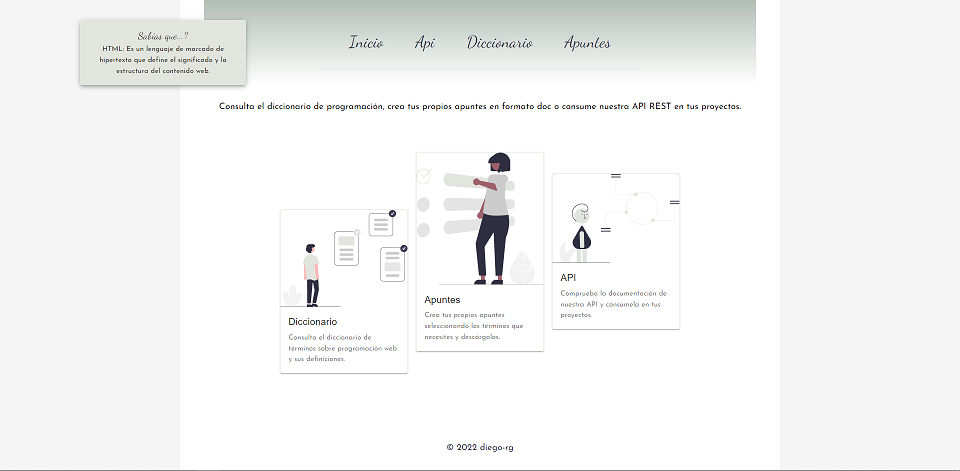 Sabías que...?
HTML: Es un lenguaje de marcado de
hipertexto que define el significado y la
estructura del contenido web.
Inicio Api Diccionario Apuntes
Consulta el diccionario de programación, crea tus propios apuntes en formato doc o consume nuestra API REST en tus proyectos.
Diccionario
Consulta el diccionario de
términos sobre programación web
y sus definiciones.
Apuntes
Crea tus propios apuntes
seleccionando los términos que
necesites y descárgalos.
API
Comprueba la documentación de
nuestra API y consúmela en tus
proyectos.
© 2022 diego-rg